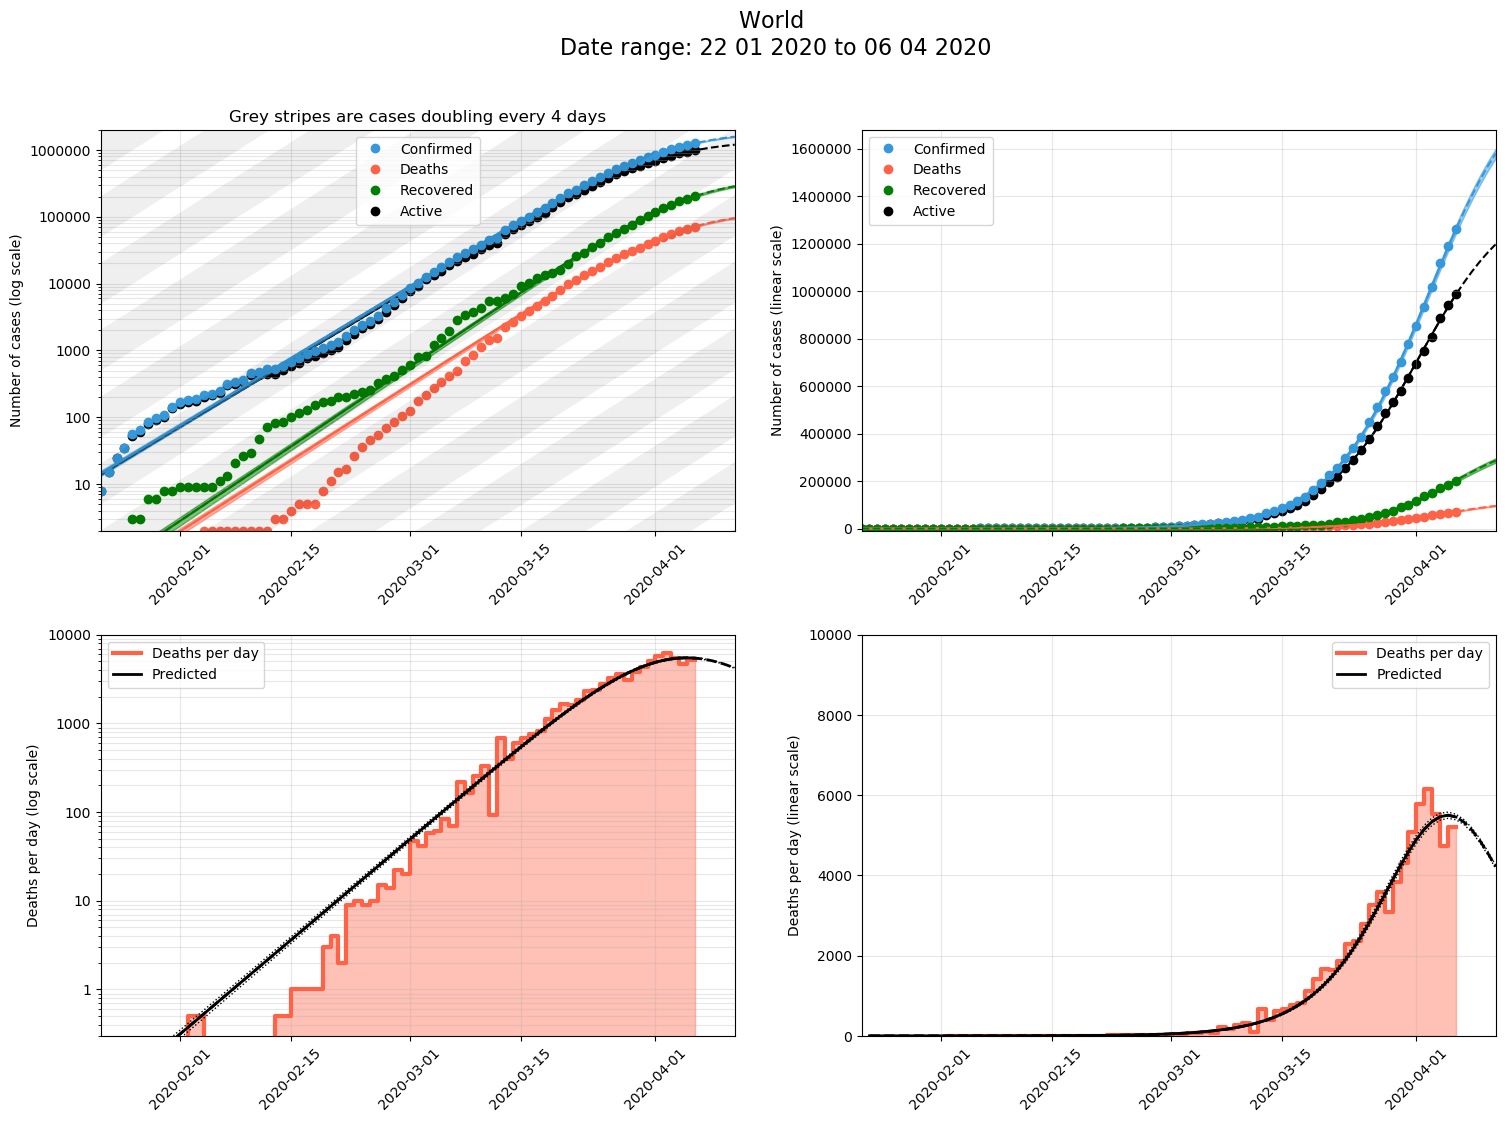 World
Date range: 22 01 2020 to 06 04 2020
Grey stripes are cases doubling every 4 days
Number of cases (log scale)
1000000
100000
10000
1000
100
10
Confirmed
Deaths
Recovered
Active
2020-02-01
2020-02-15
2020-03-01
2020-03-15
2020-04-01
Number of cases (linear scale)
1600000
1400000
1200000
1000000
800000
600000
400000
200000
0
Confirmed
Deaths
Recovered
Active
2020-02-01
2020-02-15
2020-03-01
2020-03-15
2020-04-01
Deaths per day (log scale)
10000
1000
100
10
1
Deaths per day
Predicted
2020-02-01
2020-02-15
2020-03-01
2020-03-15
2020-04-01
Deaths per day (linear scale)
10000
8000
6000
4000
2000
0
Deaths per day
Predicted
2020-02-01
2020-02-15
2020-03-01
2020-03-15
2020-04-01